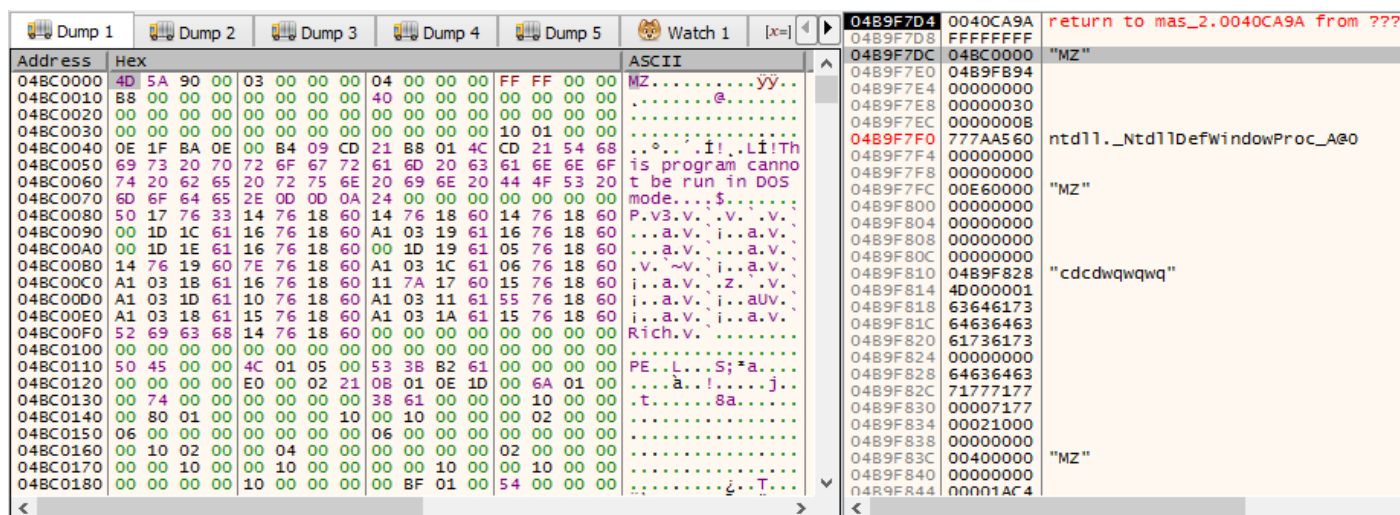 Dump 1 Dump 2 Dump 3 Dump 4 Dump 5 Watch 1 [x=]
Address Hex ASCII
04BC0000 4D 5A 90 00 03 00 00 00 04 00 00 00 FF FF 00 00 MZ..........ÿÿ..
04BC0010 B8 00 00 00 00 00 00 00 40 00 00 00 00 00 00 00 ¸.......@.......
04BC0020 00 00 00 00 00 00 00 00 00 00 00 00 00 00 00 00 ................
04BC0030 00 00 00 00 00 00 00 00 00 00 00 00 10 01 00 00 ................
04BC0040 0E 1F BA 0E 00 B4 09 CD 21 B8 01 4C CD 21 54 68 ..º..´.Í!¸.LÍ!Th
04BC0050 69 73 20 70 72 6F 67 72 61 6D 20 63 61 6E 6E 6F is program canno
04BC0060 74 20 62 65 20 72 75 6E 20 69 6E 20 44 4F 53 20 t be run in DOS
04BC0070 6D 6F 64 65 2E 0D 0D 0A 24 00 00 00 00 00 00 00 mode....$.......
04BC0080 50 17 76 33 14 76 18 60 14 76 18 60 14 76 18 60 P.v3.v.`.v.`.v.`
04BC0090 00 1D 1C 61 16 76 18 60 A1 03 19 61 16 76 18 60 ...a.v.`¡..a.v.`
04BC00A0 00 1D 1E 61 16 76 18 60 00 1D 19 61 05 76 18 60 ...a.v.`...a.v.`
04BC00B0 14 76 19 60 7E 76 18 60 A1 03 1C 61 06 76 18 60 .v.`~v.`¡..a.v.`
04BC00C0 A1 03 1B 61 16 76 18 60 11 7A 17 60 15 76 18 60 ¡..a.v.`.z.`.v.`
04BC00D0 A1 03 1D 61 10 76 18 60 A1 03 11 61 55 76 18 60 ¡..a.v.`¡..aUv.`
04BC00E0 A1 03 18 61 15 76 18 60 A1 03 1A 61 15 76 18 60 ¡..a.v.`¡..a.v.`
04BC00F0 52 69 63 68 14 76 18 60 00 00 00 00 00 00 00 00 Rich.v.`........
04BC0100 00 00 00 00 00 00 00 00 00 00 00 00 00 00 00 00 ................
04BC0110 50 45 00 00 4C 01 05 00 53 3B B2 61 00 00 00 00 PE..L...S;²a....
04BC0120 00 00 00 00 E0 00 02 21 0B 01 0E 1D 00 6A 01 00 ....à..!.....j..
04BC0130 00 74 00 00 00 00 00 00 38 61 00 00 00 10 00 00 .t......8a......
04BC0140 00 80 01 00 00 00 00 10 00 10 00 00 00 02 00 00 ................
04BC0150 06 00 00 00 00 00 00 00 06 00 00 00 00 00 00 00 ................
04BC0160 00 10 02 00 00 04 00 00 00 00 00 00 02 00 00 00 ................
04BC0170 00 00 10 00 00 10 00 00 00 00 10 00 00 10 00 00 ................
04BC0180 00 00 00 00 10 00 00 00 00 BF 01 00 54 00 00 00 .........¿..T...
04B9F7D4 0040CA9A return to mas_2.0040CA9A from ???
04B9F7D8 FFFFFFFF
04B9F7DC 04BC0000 "MZ"
04B9F7E0 04B9FB94
04B9F7E4 00000000
04B9F7E8 00000030
04B9F7EC 0000000B
04B9F7F0 777AA560 ntdll._NtdllDefWindowProc_A@0
04B9F7F4 00000000
04B9F7F8 00000000
04B9F7FC 00E60000 "MZ"
04B9F800 00000000
04B9F804 00000000
04B9F808 00000000
04B9F80C 00000000
04B9F810 04B9F828 "cdcdwqwqwq"
04B9F814 4D000001
04B9F818 63646173
04B9F81C 64636463
04B9F820 61736173
04B9F824 00000000
04B9F828 64636463
04B9F82C 71777177
04B9F830 00007177
04B9F834 00021000
04B9F838 00000000
04B9F83C 00400000 "MZ"
04B9F840 00000000
04B9F844 00001AC4